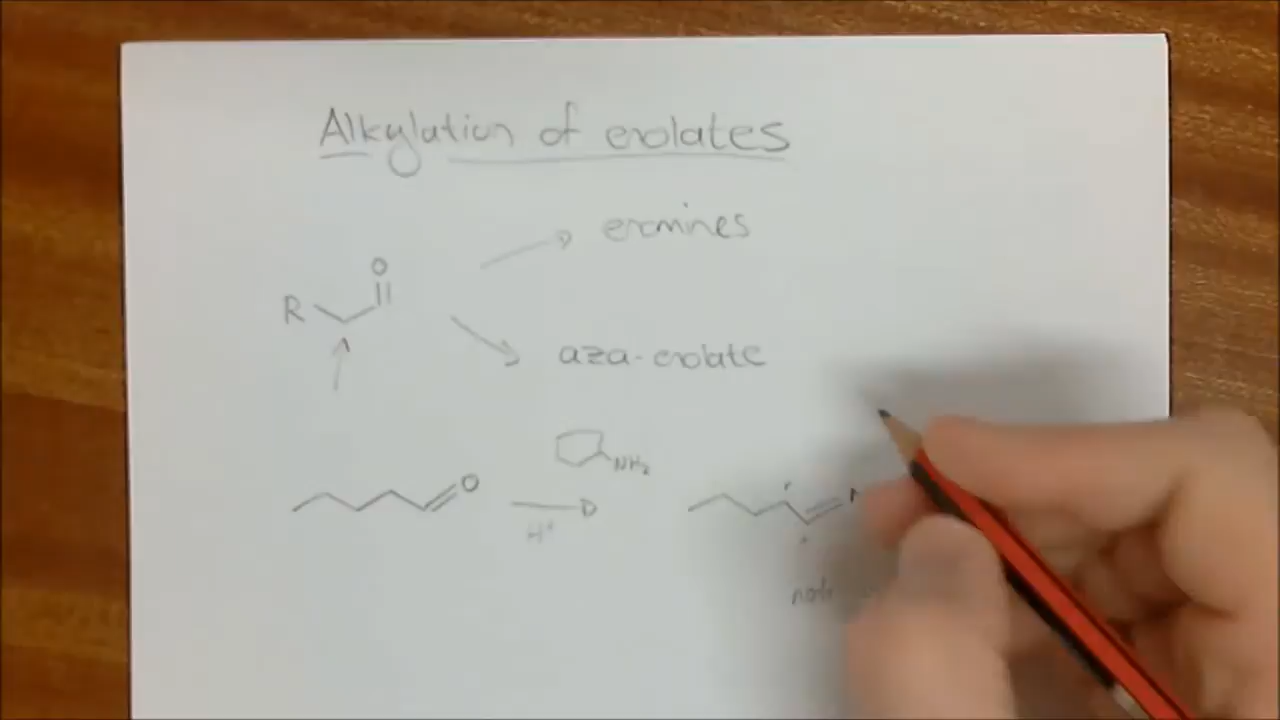 Alkylation of enolates
enamines
O
R
aza-enolate
NH₂
O
H⁺
N